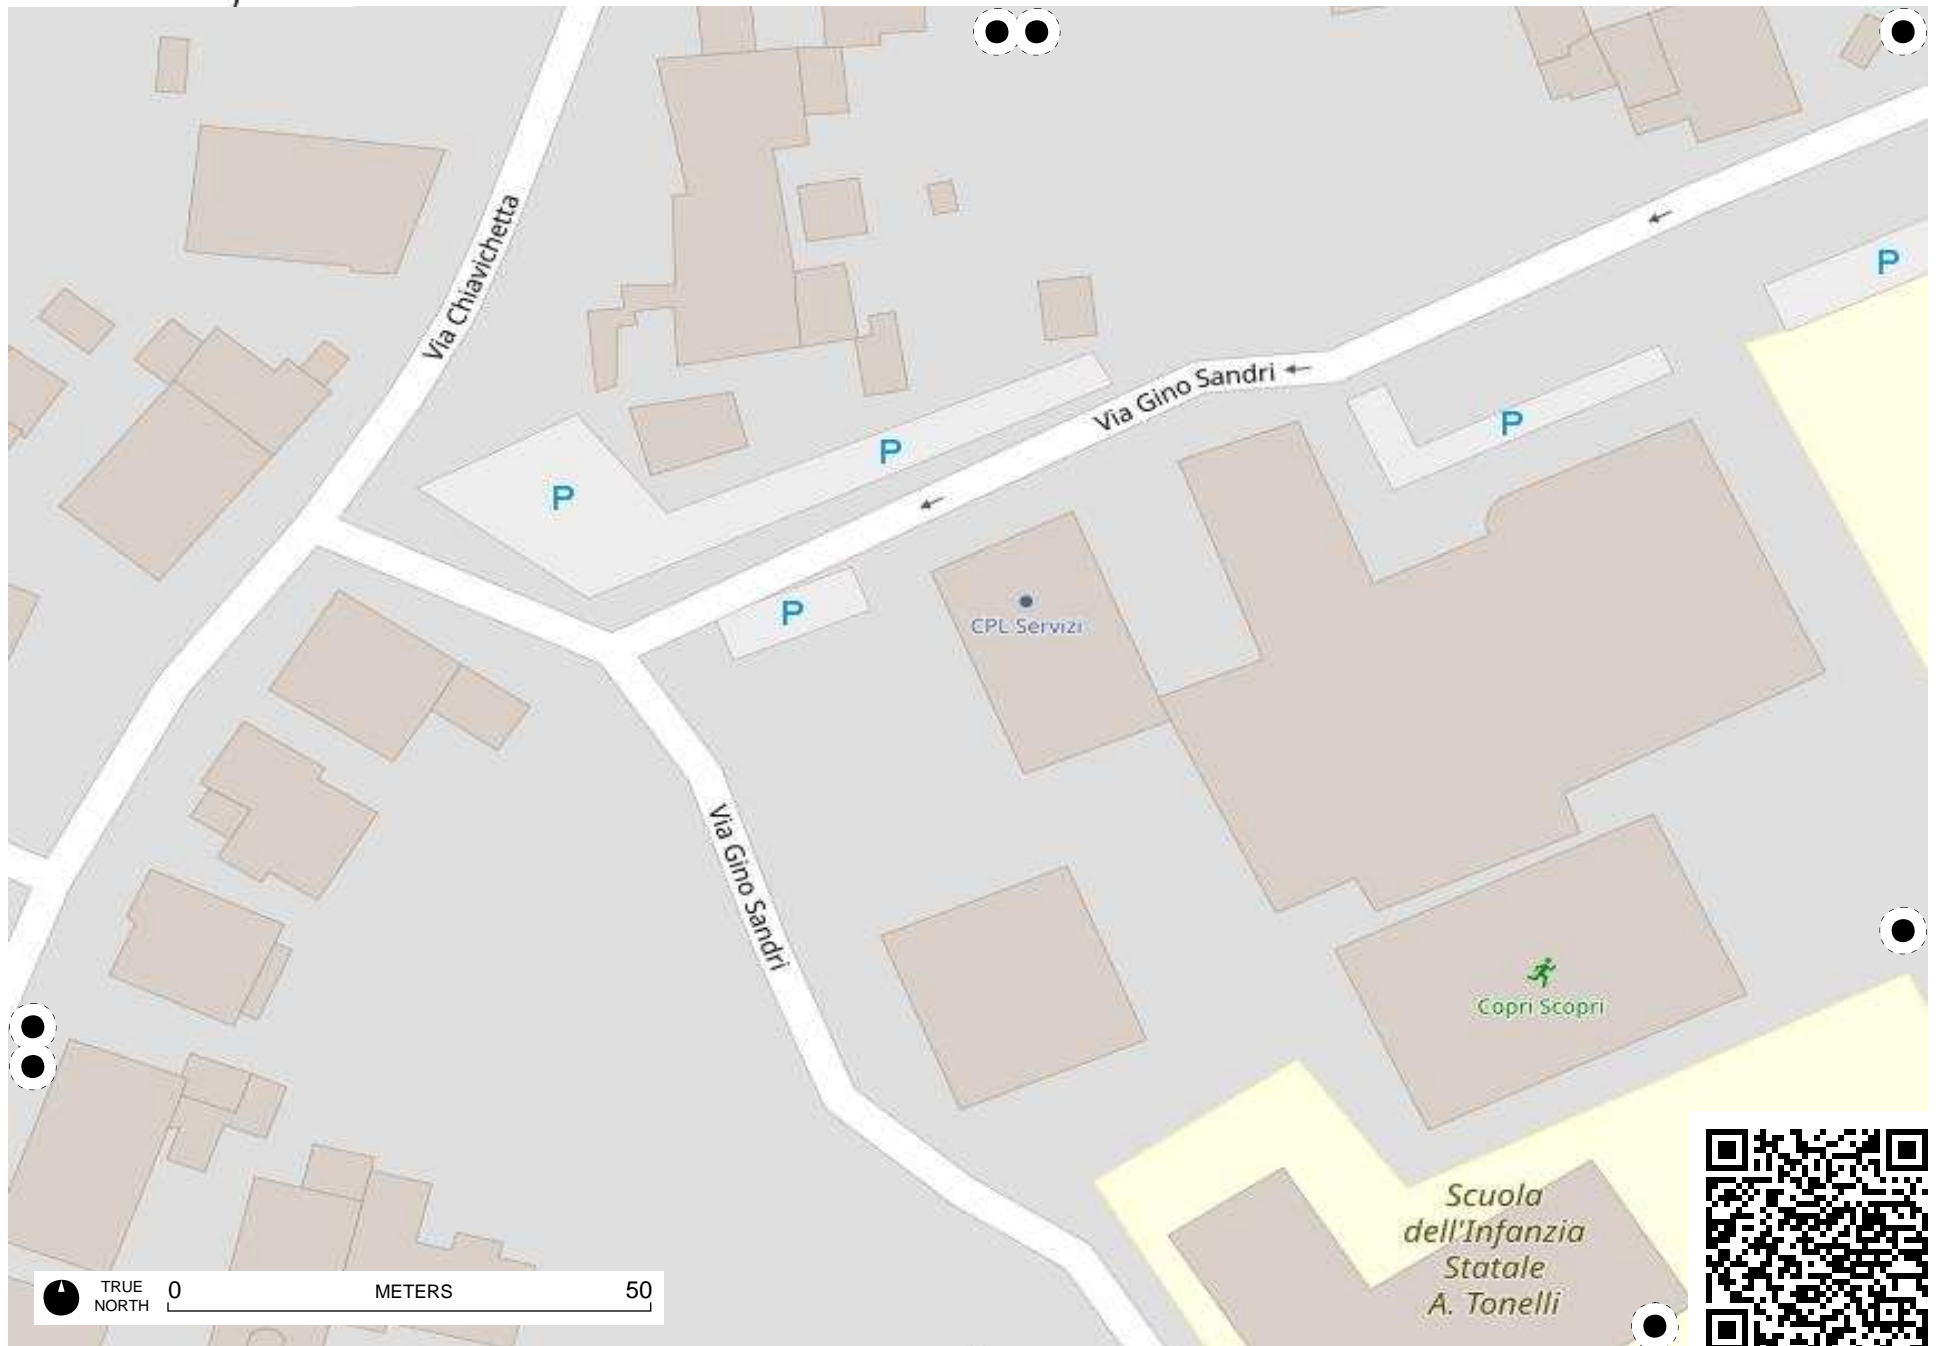 Via Chiavichetta
P
Via Gino Sandri
P
P
P
P
CPL Servizi
Via Gino Sandri
Copri Scopri
Scuola
dell'Infanzia
Statale
A. Tonelli
TRUE
NORTH
0
METERS
50